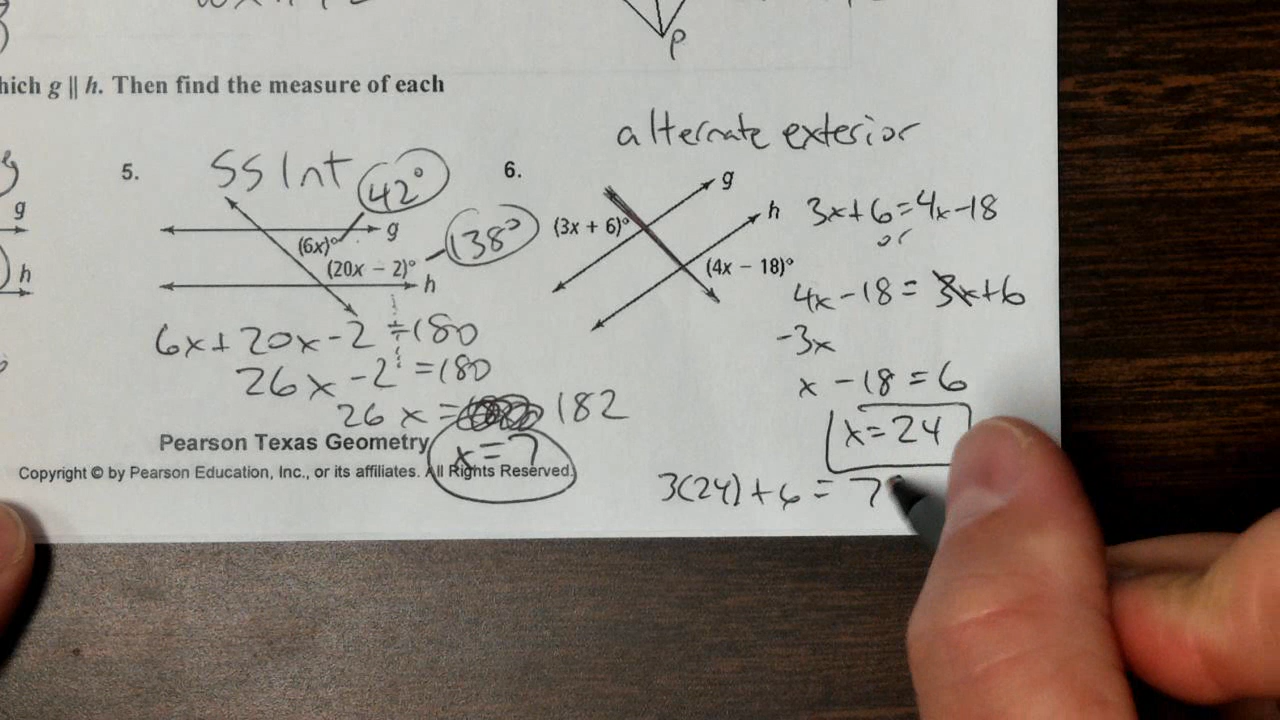 p
hich g || h. Then find the measure of each
g
h
5.
SS Int
42°
138°
g
(6x)°
(20x − 2)°
h
6x+20x-2=180
26x-2=180
26x= 182
x=7
6.
alternate exterior
g
h
(3x + 6)°
(4x − 18)°
3x+6=4x-18
or
4x-18=3x+6
-3x
x-18=6
x=24
3(24)+6=7
Pearson Texas Geometry
Copyright © by Pearson Education, Inc., or its affiliates. All Rights Reserved.